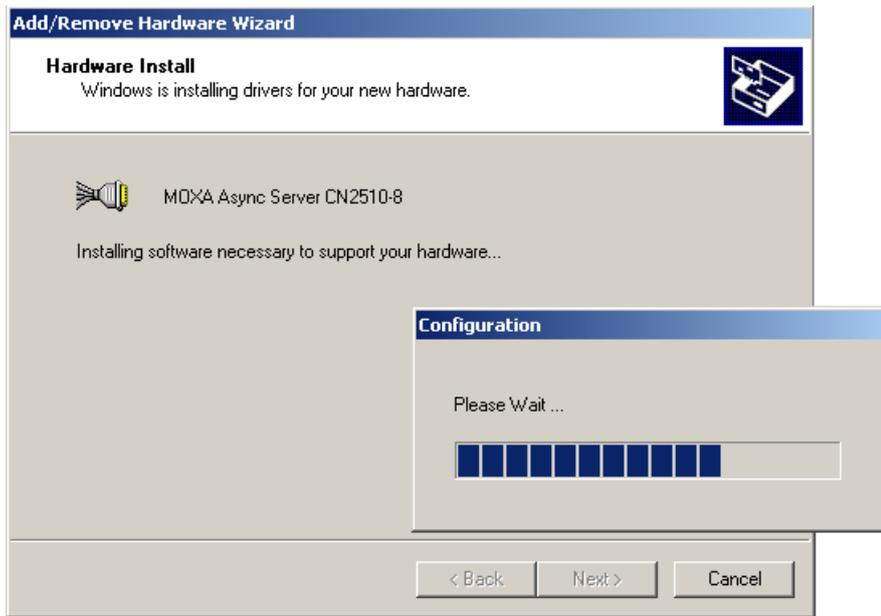 Add/Remove Hardware Wizard
Hardware Install
Windows is installing drivers for your new hardware.
MOXA Async Server CN2510-8
Installing software necessary to support your hardware...
Configuration
Please Wait ...
< Back
Next >
Cancel